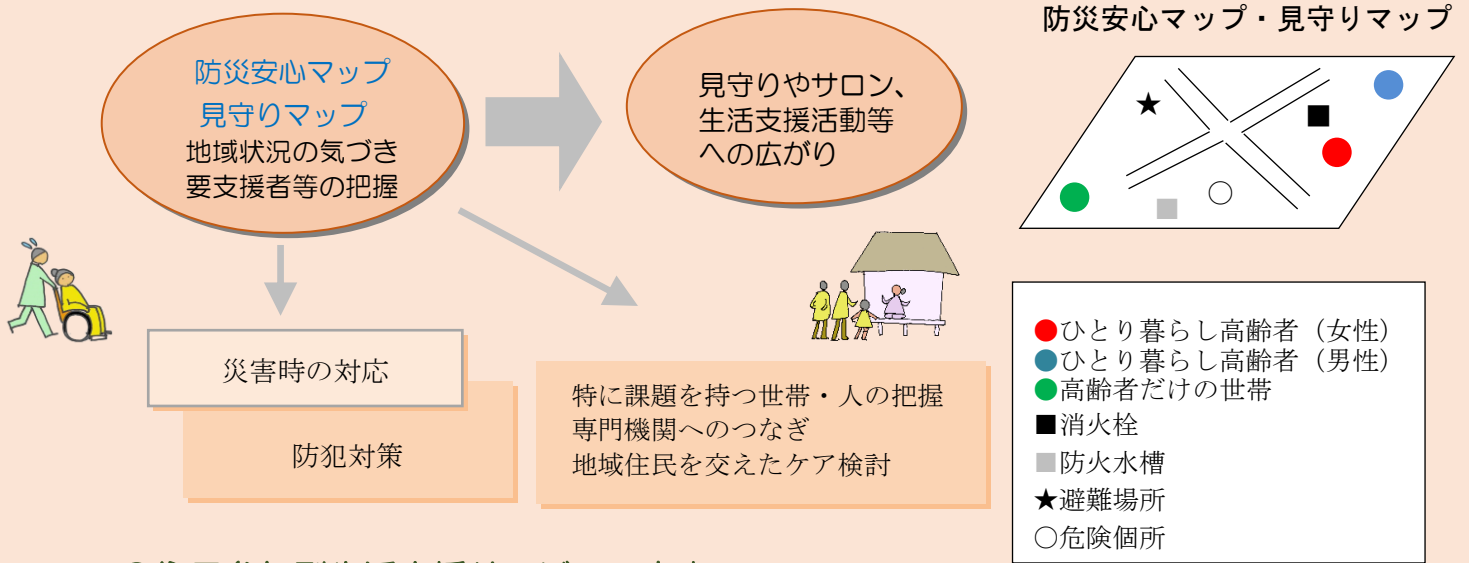 防災安心マップ・見守りマップ
防災安心マップ
見守りマップ
地域状況の気づき
要支援者等の把握
見守りやサロン、
生活支援活動等
への広がり
災害時の対応
防犯対策
特に課題を持つ世帯・人の把握
専門機関へのつなぎ
地域住民を交えたケア検討
●ひとり暮らし高齢者（女性）
●ひとり暮らし高齢者（男性）
●高齢者だけの世帯
■消火栓
■防火水槽
★避難場所
○危険個所